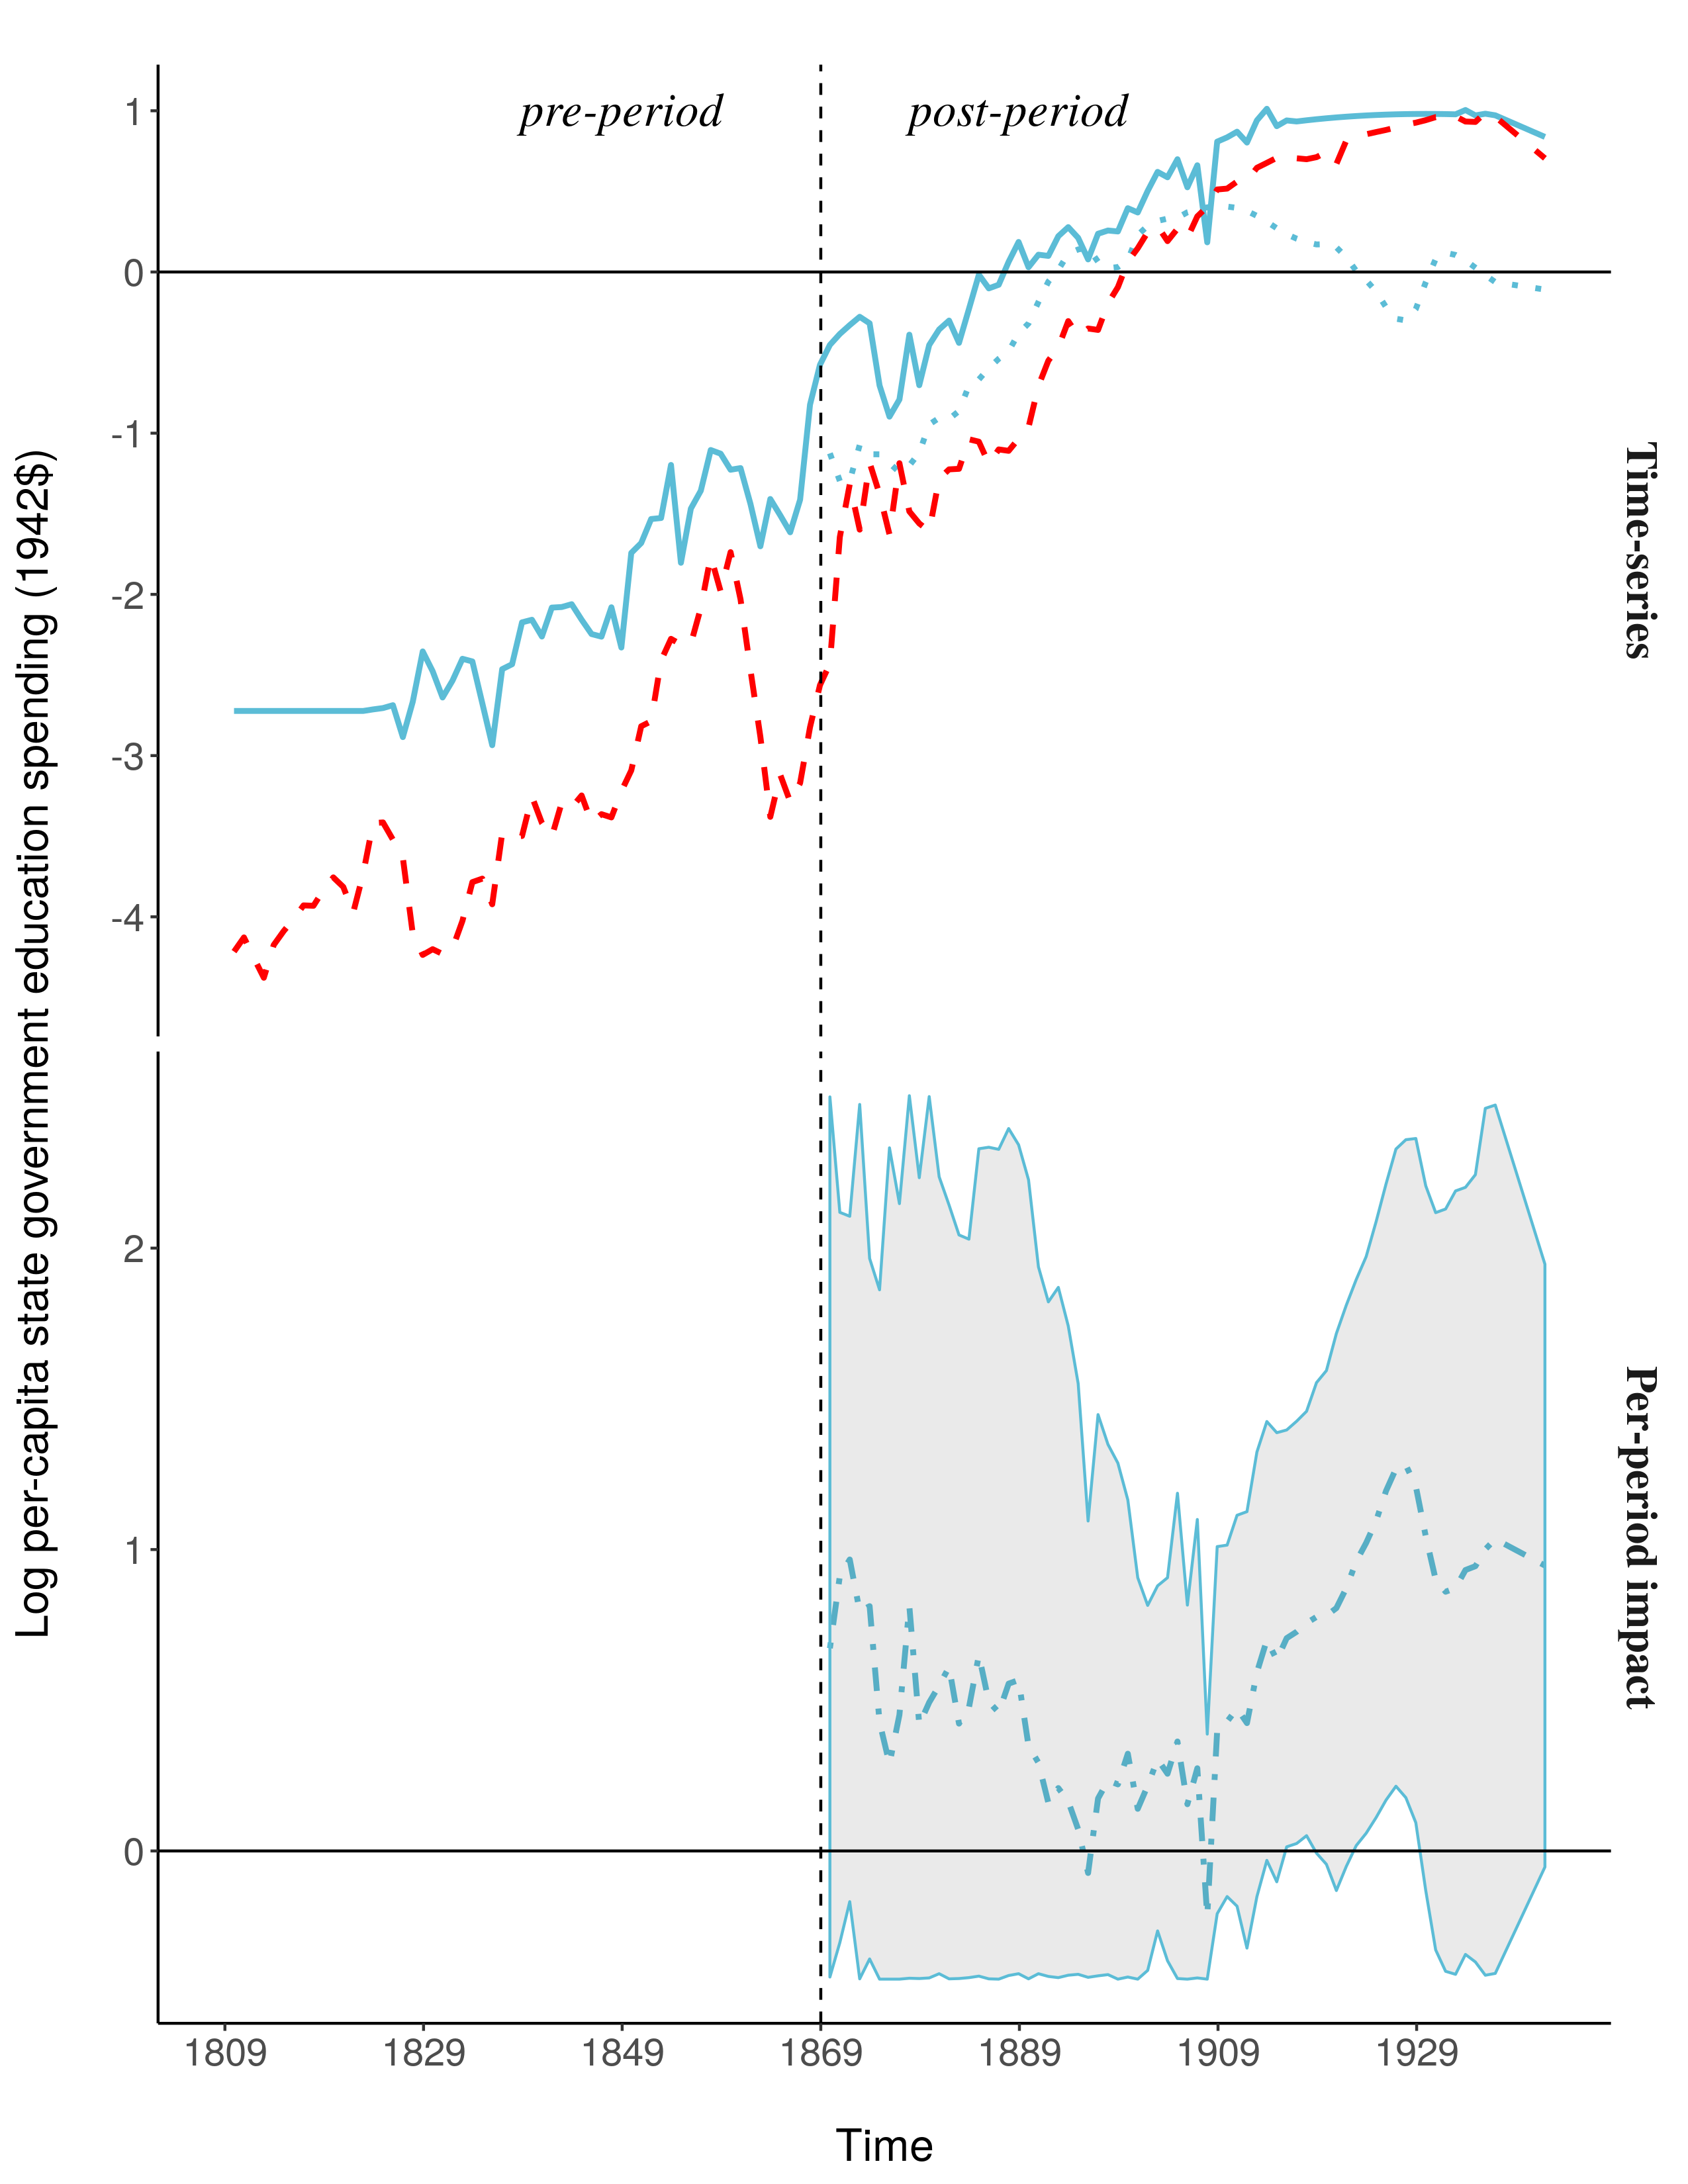 pre-period
post-period
1
0
-1
-2
-3
-4
Time-series
Log per-capita state government education spending (1942$)
2
1
0
Per-period impact
1809
1829
1849
1869
1889
1909
1929
Time